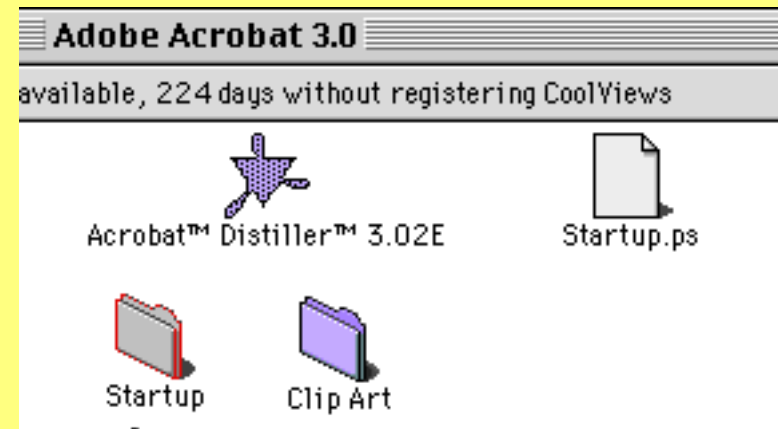 Adobe Acrobat 3.0
available, 224 days without registering CoolViews
Acrobat™ Distiller™ 3.02E
Startup.ps
Startup
Clip Art